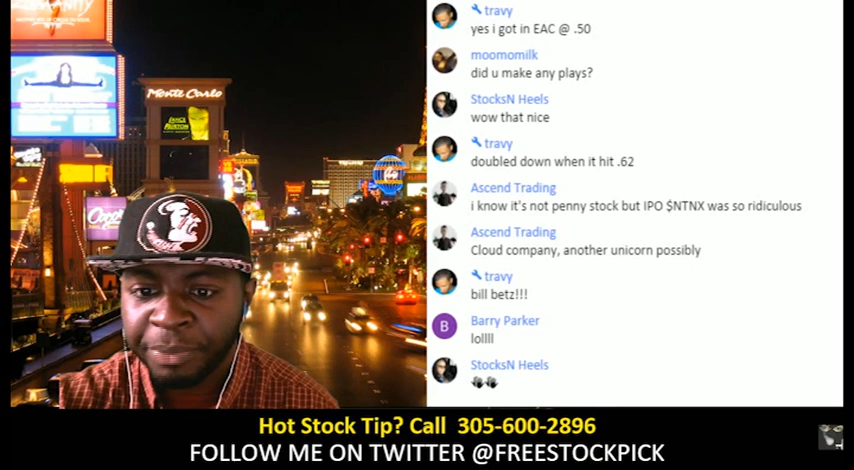 ANITY
Monte Carlo
LANCE
BURTON
travy
yes i got in EAC @ .50
moomomilk
did u make any plays?
StocksN Heels
wow that nice
travy
doubled down when it hit .62
Ascend Trading
i know it's not penny stock but IPO $NTNX was so ridiculous
Ascend Trading
Cloud company, another unicorn possibly
travy
bill betz!!!
B
Barry Parker
lollll
StocksN Heels
Hot Stock Tip? Call 305-600-2896
FOLLOW ME ON TWITTER @FREESTOCKPICK